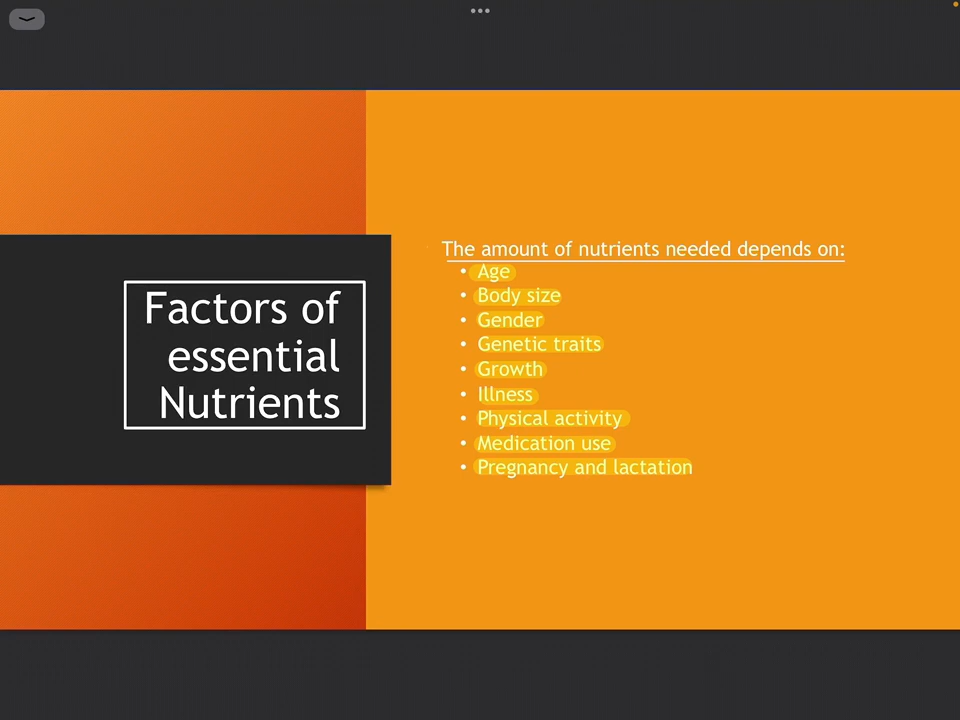 Factors of
essential
Nutrients
The amount of nutrients needed depends on:
• Age
• Body size
• Gender
• Genetic traits
• Growth
• Illness
• Physical activity
• Medication use
• Pregnancy and lactation